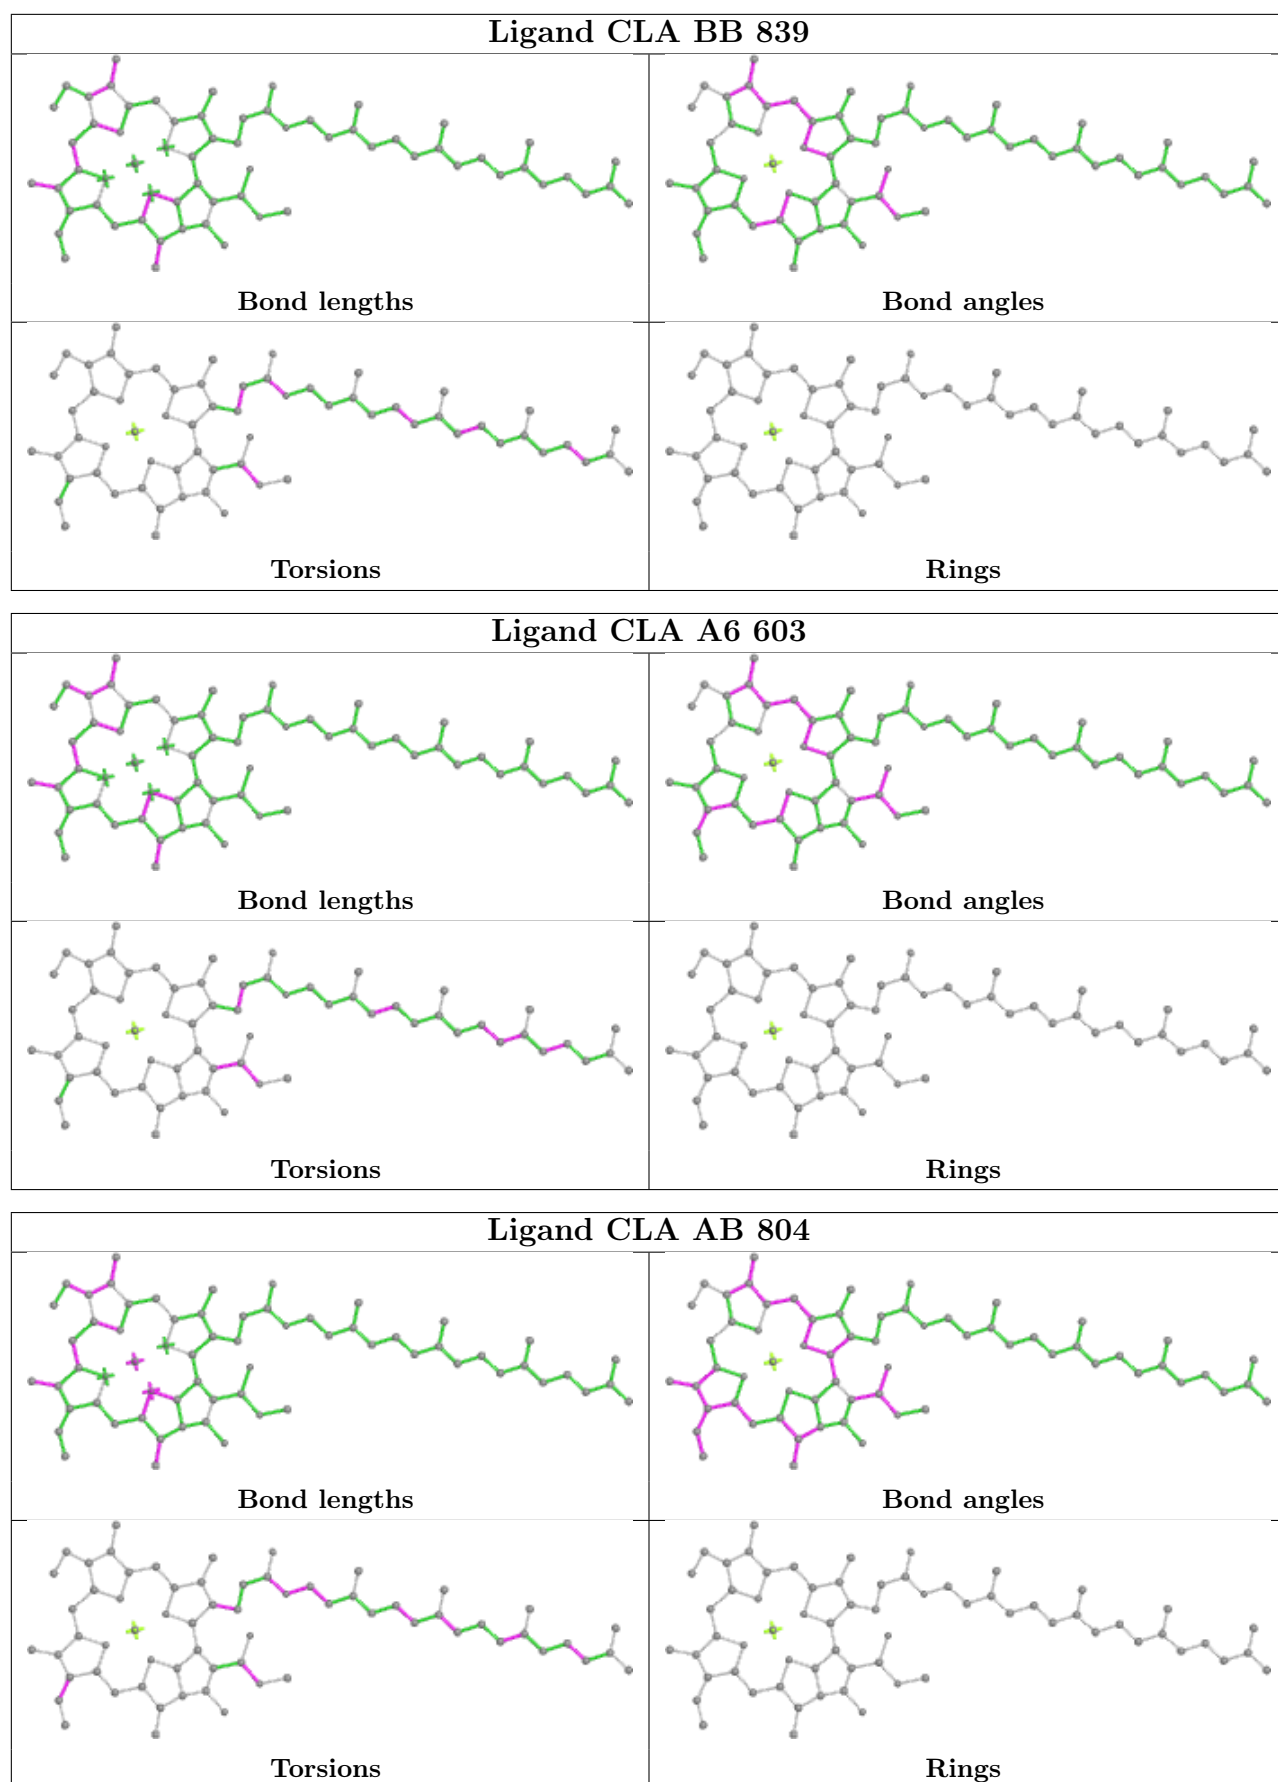 Ligand CLA BB 839
Bond lengths
Bond angles
Torsions
Rings
Ligand CLA A6 603
Bond lengths
Bond angles
Torsions
Rings
Ligand CLA AB 804
Bond lengths
Bond angles
Torsions
Rings